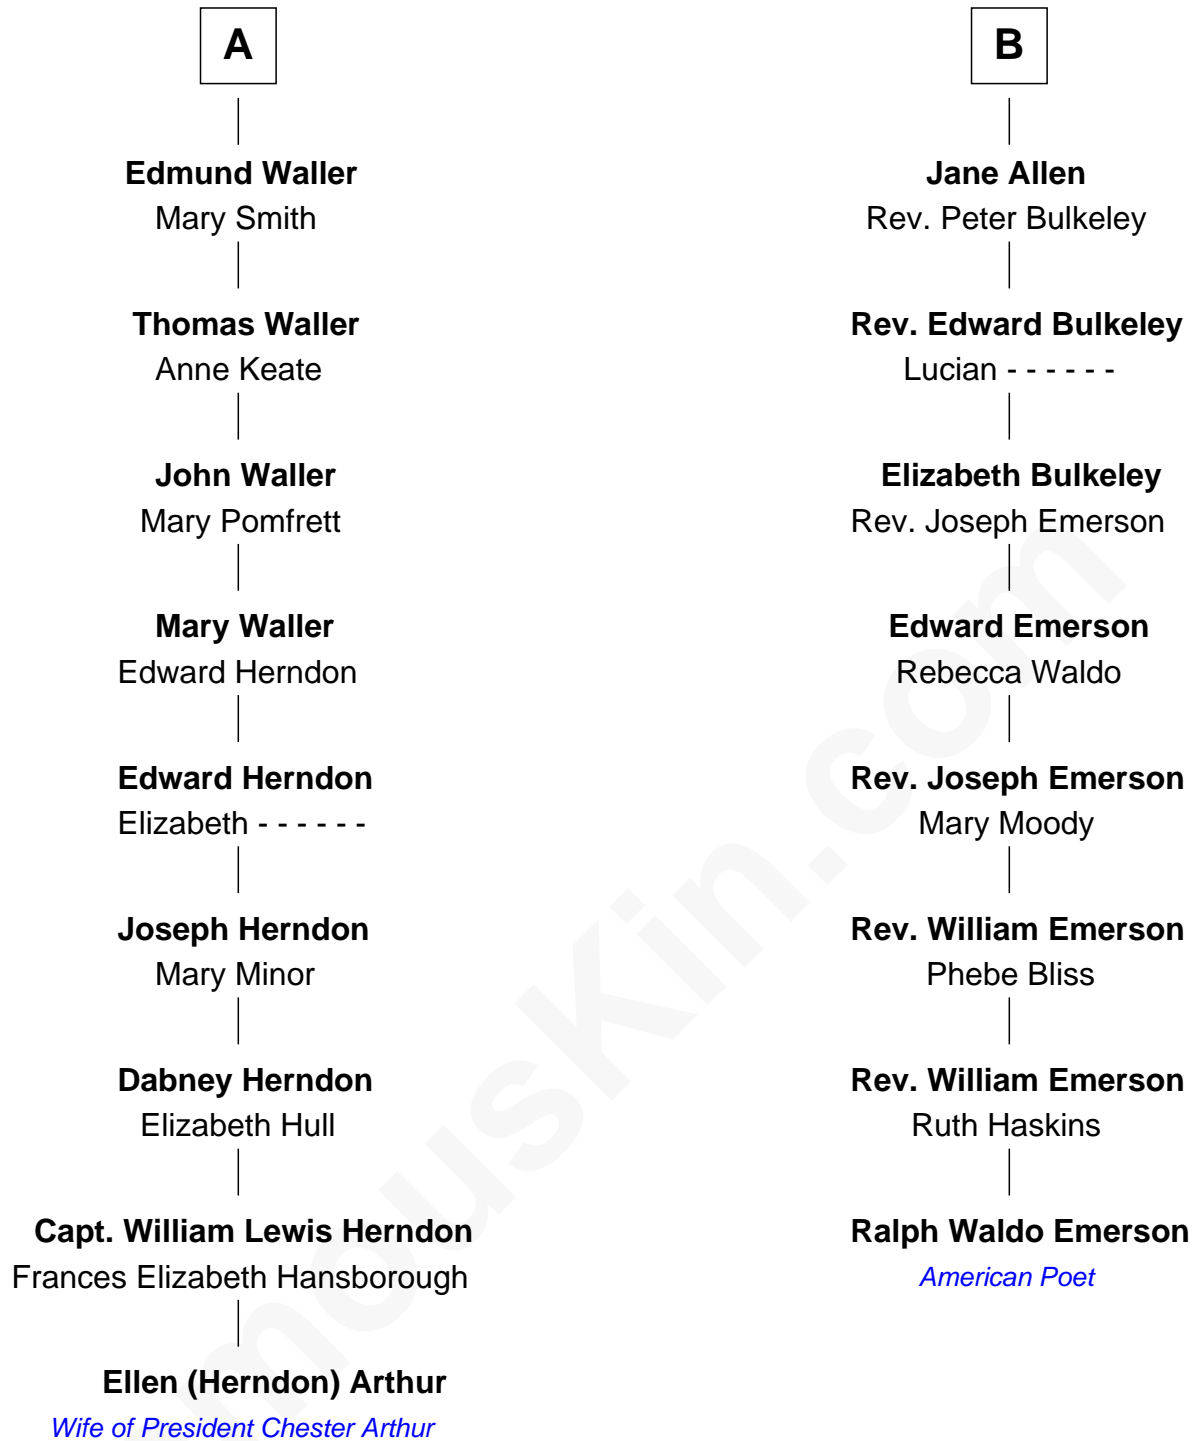 A
Edmund Waller
Mary Smith
Thomas Waller
Anne Keate
John Waller
Mary Pomfrett
Mary Waller
Edward Herndon
Edward Herndon
Elizabeth - - - - - -
Joseph Herndon
Mary Minor
Dabney Herndon
Elizabeth Hull
Capt. William Lewis Herndon
Frances Elizabeth Hansborough
Ellen (Herndon) Arthur
Wife of President Chester Arthur
B
Jane Allen
Rev. Peter Bulkeley
Rev. Edward Bulkeley
Lucian - - - - - -
Elizabeth Bulkeley
Rev. Joseph Emerson
Edward Emerson
Rebecca Waldo
Rev. Joseph Emerson
Mary Moody
Rev. William Emerson
Phebe Bliss
Rev. William Emerson
Ruth Haskins
Ralph Waldo Emerson
American Poet
mousKin.com